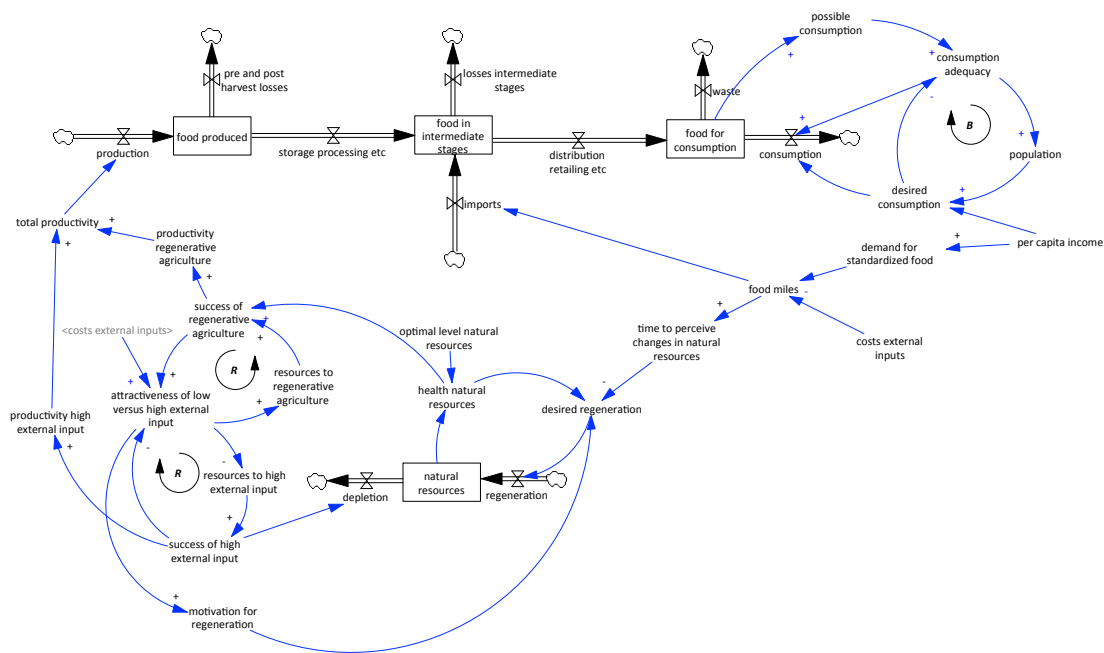 possible
consumption
+
+
consumption
adequacy
-
B
+
+
population
+
desired
consumption
pre and post
harvest losses
losses intermediate
stages
waste
food produced
food in
intermediate
stages
food for
consumption
production
storage processing etc
distribution
retailing etc
consumption
imports
per capita income
+
demand for
standardized food
food miles
-
+
costs external
inputs
time to perceive
changes in natural
resources
-
desired regeneration
total productivity
+
+
productivity
regenerative
agriculture
+
success of
regenerative
agriculture
+
+
<costs external inputs>
R
+
+
resources to
regenerative
agriculture
+
optimal level natural
resources
health natural
resources
attractiveness of low
versus high external
input
productivity high
external input
+
-
R
-
resources to high
external input
+
success of high
external input
natural
resources
depletion
regeneration
+
motivation for
regeneration